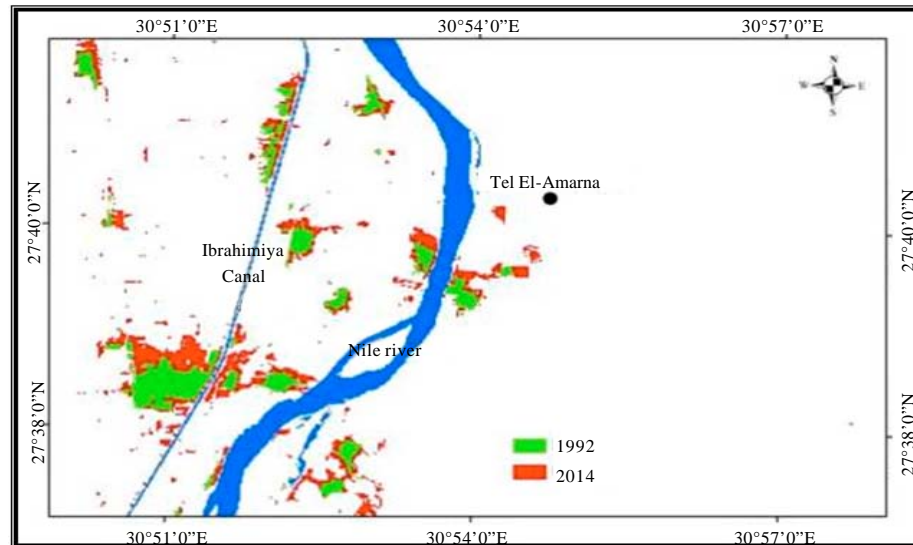 30°51’0”E 30°54’0”E 30°57’0”E
N
W E
S
Tel El-Amarna
27°40’0”N 27°40’0”N
Ibrahimiya
Canal
Nile river
27°38’0”N 27°38’0”N
1992
2014
30°51’0”E 30°54’0”E 30°57’0”E